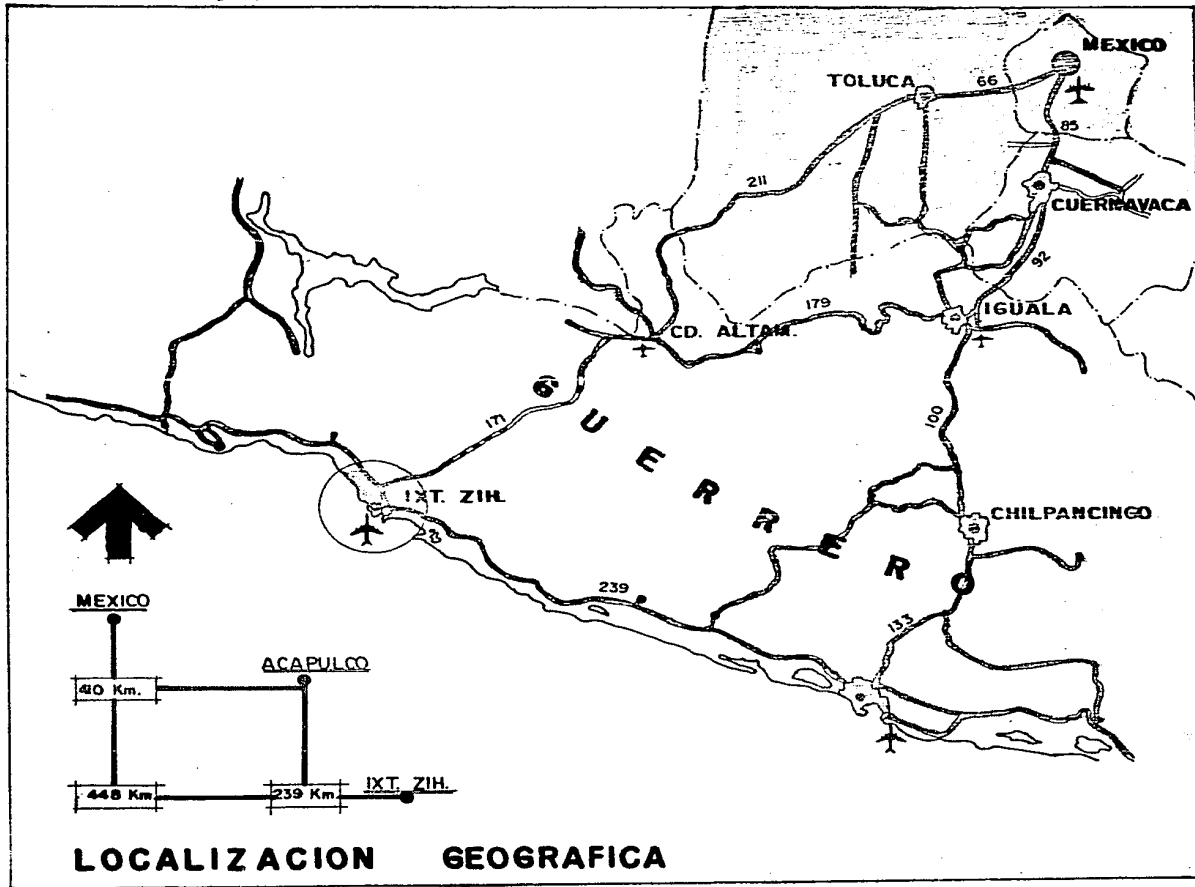 MEXICO
TOLUCA
66
85
211
CUERNAVACA
92
179
IGUALA
CD. ALTAM.
171
100
GUERRERO
IXT. ZIH.
CHILPANCINGO
239
133
MEXICO
ACAPULCO
410 Km.
IXT. ZIH.
448 Km
239 Km
LOCALIZACION GEOGRAFICA